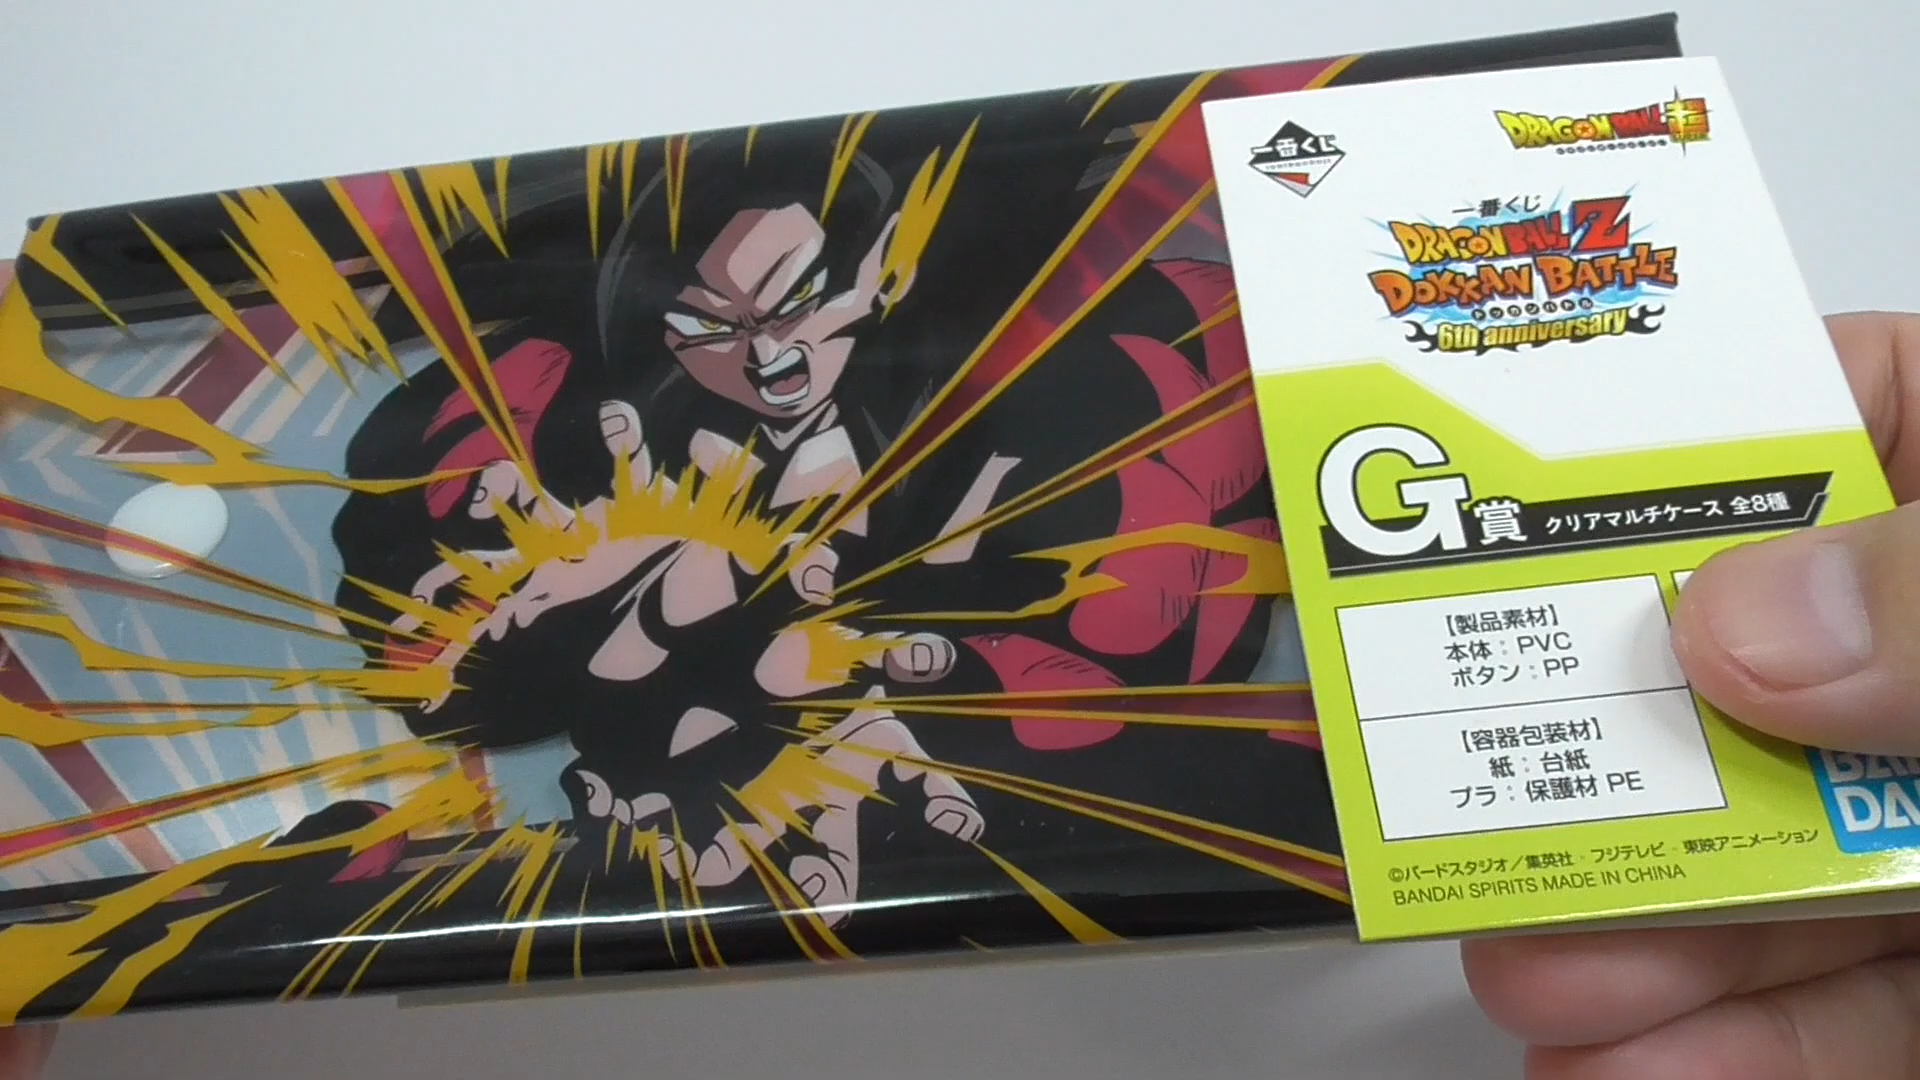 一番くじ
DRAGON BALL 超
一番くじ
DRAGON BALL Z
DOKKAN BATTLE
ドッカンバトル
6th anniversary
G賞 クリアマルチケース 全8種
【製品素材】
本体：PVC
ボタン：PP
【容器包装材】
紙：台紙
プラ：保護材 PE
©バードスタジオ／集英社・フジテレビ・東映アニメーション
BANDAI SPIRITS MADE IN CHINA